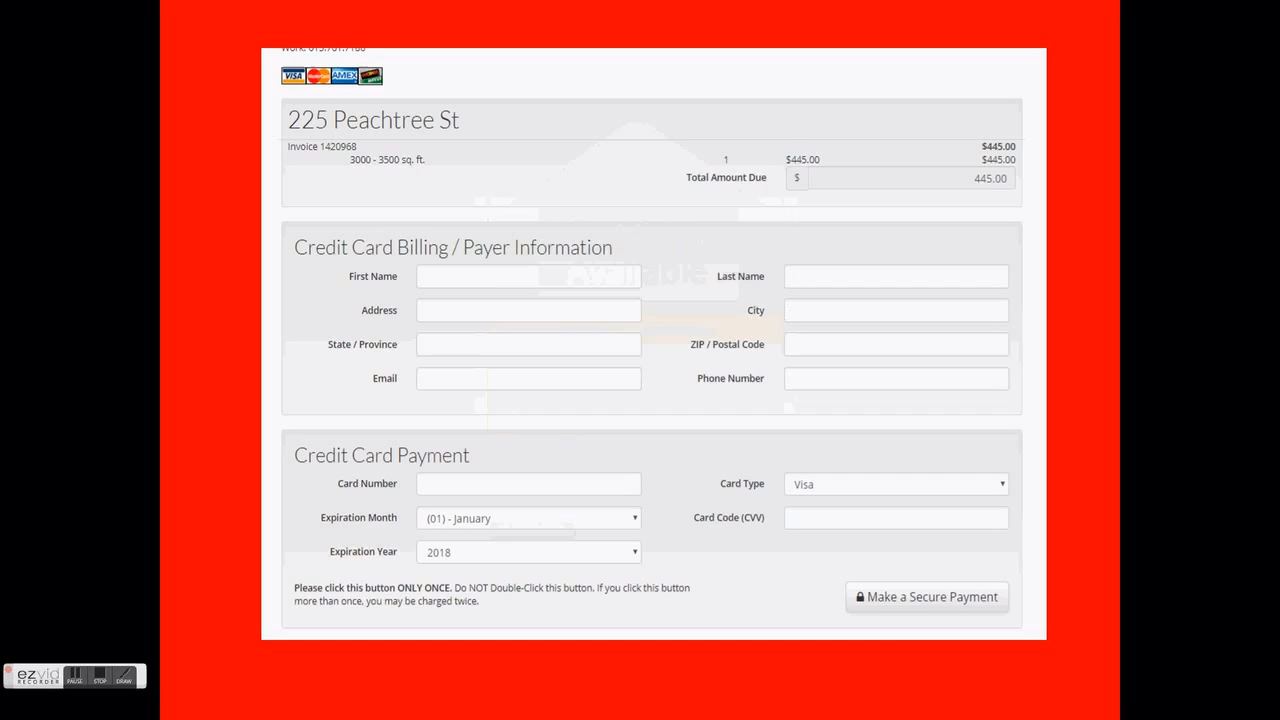 VISA MasterCard AMEX
225 Peachtree St
Invoice 1420968 $445.00
3000 - 3500 sq. ft. 1 $445.00 $445.00
Total Amount Due $ 445.00
Credit Card Billing / Payer Information
First Name Last Name
Address City
State / Province ZIP / Postal Code
Email Phone Number
Credit Card Payment
Card Number Card Type Visa
Expiration Month (01) - January Card Code (CVV)
Expiration Year 2018
Please click this button ONLY ONCE. Do NOT Double-Click this button. If you click this button
more than once, you may be charged twice.
Make a Secure Payment
ezvid
RECORDER
PAUSE STOP DRAW